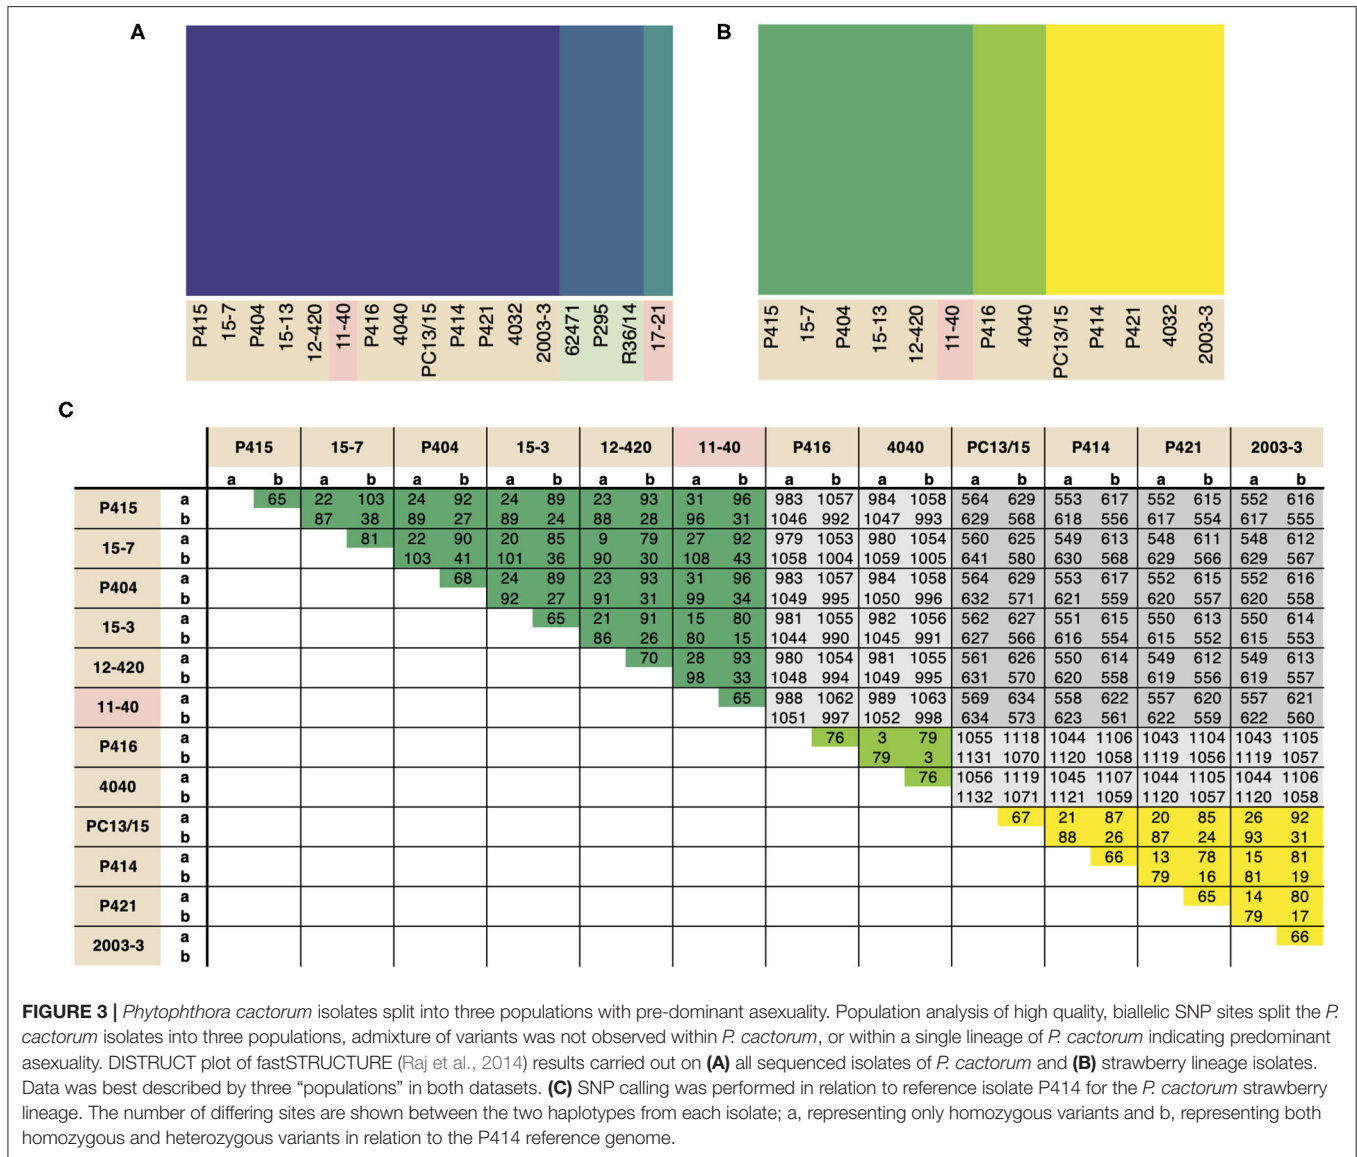 A
B
P415 15-7 P404 15-13 12-420 11-40 P416 4040 PC13/15 P414 P421 4032 2003-3 62471 P295 R36/14 17-21
P415 15-7 P404 15-13 12-420 11-40 P416 4040 PC13/15 P414 P421 4032 2003-3
C
P415 15-7 P404 15-3 12-420 11-40 P416 4040 PC13/15 P414 P421 2003-3
a b a b a b a b a b a b a b a b a b a b a b a b
P415 a 65 22 103 24 92 24 89 23 93 31 96 983 1057 984 1058 564 629 553 617 552 615 552 616
b 87 38 89 27 89 24 88 28 96 31 1046 992 1047 993 629 568 618 556 617 554 617 555
15-7 a 81 22 90 20 85 9 79 27 92 979 1053 980 1054 560 625 549 613 548 611 548 612
b 103 41 101 36 90 30 108 43 1058 1004 1059 1005 641 580 630 568 629 566 629 567
P404 a 68 24 89 23 93 31 96 983 1057 984 1058 564 629 553 617 552 615 552 616
b 92 27 91 31 99 34 1049 995 1050 996 632 571 621 559 620 557 620 558
15-3 a 65 21 91 15 80 981 1055 982 1056 562 627 551 615 550 613 550 614
b 86 26 80 15 1044 990 1045 991 627 566 616 554 615 552 615 553
12-420 a 70 28 93 980 1054 981 1055 561 626 550 614 549 612 549 613
b 98 33 1048 994 1049 995 631 570 620 558 619 556 619 557
11-40 a 65 988 1062 989 1063 569 634 558 622 557 620 557 621
b 1051 997 1052 998 634 573 623 561 622 559 622 560
P416 a 76 3 79 1055 1118 1044 1106 1043 1104 1043 1105
b 79 3 1131 1070 1120 1058 1119 1056 1119 1057
4040 a 76 1056 1119 1045 1107 1044 1105 1044 1106
b 1132 1071 1121 1059 1120 1057 1120 1058
PC13/15 a 67 21 87 20 85 26 92
b 88 26 87 24 93 31
P414 a 66 13 78 15 81
b 79 16 81 19
P421 a 65 14 80
b 79 17
2003-3 a 66
b
FIGURE 3 | Phytophthora cactorum isolates split into three populations with pre-dominant asexuality. Population analysis of high quality, biallelic SNP sites split the P.
cactorum isolates into three populations, admixture of variants was not observed within P. cactorum, or within a single lineage of P. cactorum indicating predominant
asexuality. DISTRUCT plot of fastSTRUCTURE (Raj et al., 2014) results carried out on (A) all sequenced isolates of P. cactorum and (B) strawberry lineage isolates.
Data was best described by three “populations” in both datasets. (C) SNP calling was performed in relation to reference isolate P414 for the P. cactorum strawberry
lineage. The number of differing sites are shown between the two haplotypes from each isolate; a, representing only homozygous variants and b, representing both
homozygous and heterozygous variants in relation to the P414 reference genome.